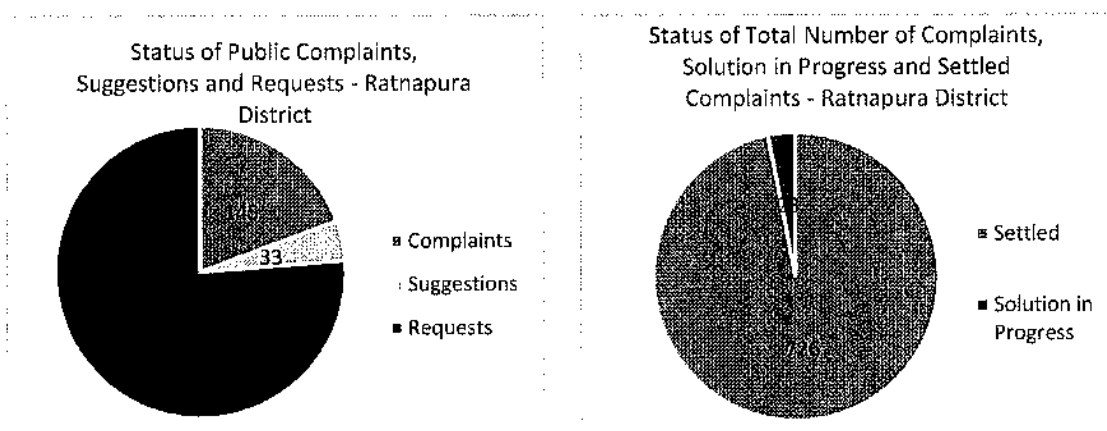 Status of Public Complaints,
Suggestions and Requests - Ratnapura
District
33
Complaints
Suggestions
Requests
Status of Total Number of Complaints,
Solution in Progress and Settled
Complaints - Ratnapura District
Settled
Solution in
Progress